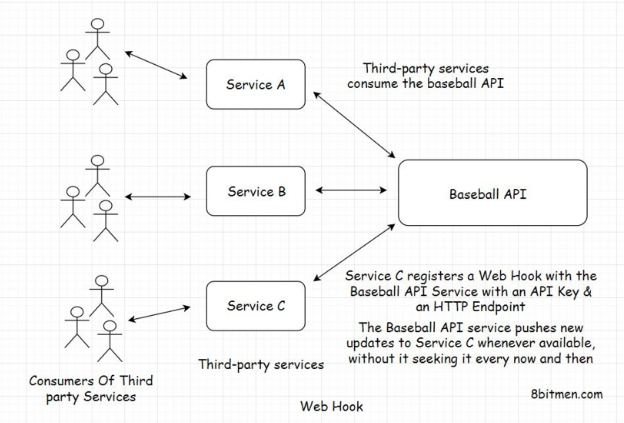 Service A
Third-party services
consume the baseball API
Service B
Baseball API
Service C
Service C registers a Web Hook with the
Baseball API Service with an API Key &
an HTTP Endpoint
The Baseball API service pushes new
updates to Service C whenever available,
without it seeking it every now and then
Third-party services
Consumers Of Third
party Services
8bitmen.com
Web Hook